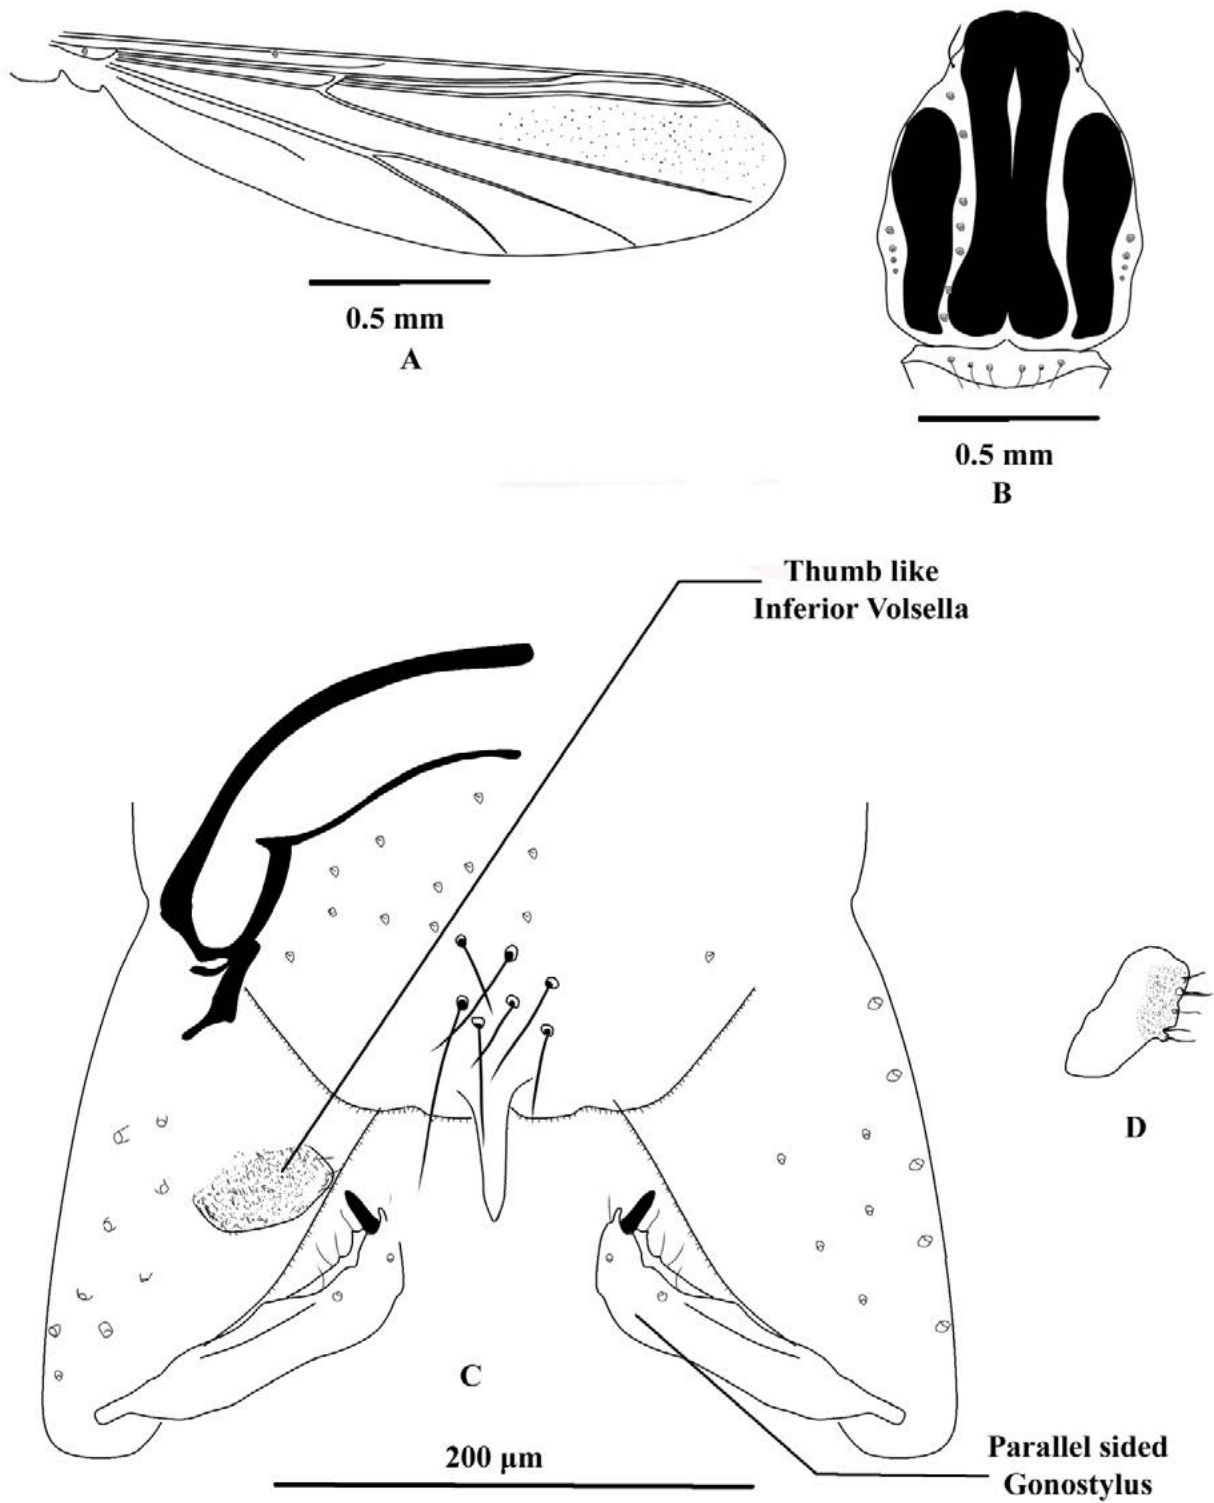 0.5 mm
A
0.5 mm
B
Thumb like
Inferior Volsella
D
C
200 μm
Parallel sided
Gonostylus